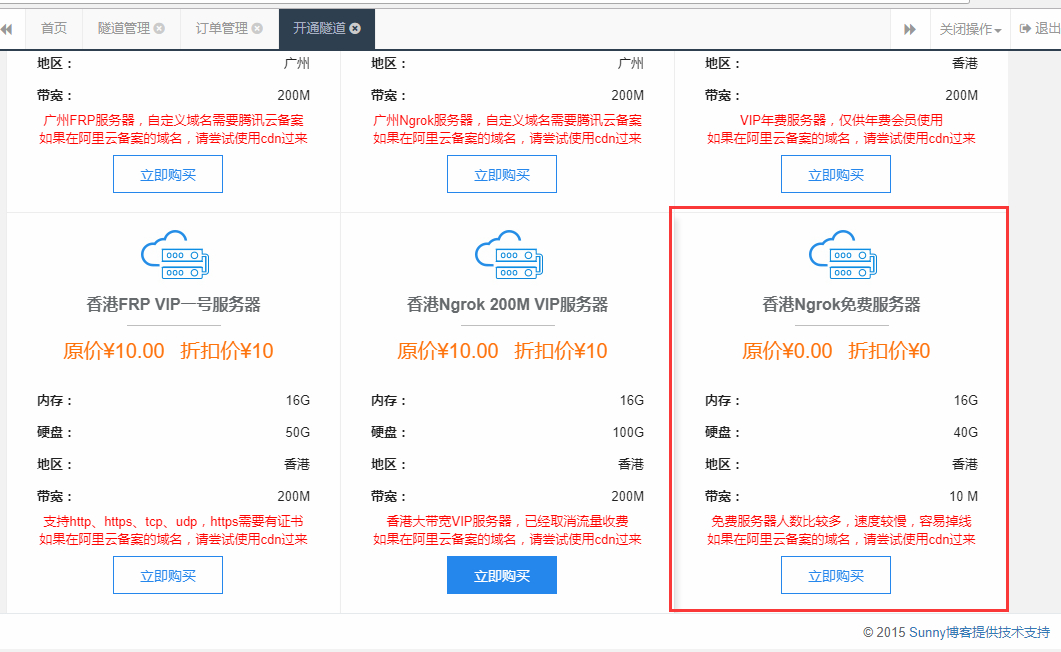 首页 隧道管理 订单管理 开通隧道 关闭操作 退出
地区： 广州
带宽： 200M
广州FRP服务器，自定义域名需要腾讯云备案
如果在阿里云备案的域名，请尝试使用cdn过来
立即购买
地区： 广州
带宽： 200M
广州Ngrok服务器，自定义域名需要腾讯云备案
如果在阿里云备案的域名，请尝试使用cdn过来
立即购买
地区： 香港
带宽： 200M
VIP年费服务器，仅供年费会员使用
如果在阿里云备案的域名，请尝试使用cdn过来
立即购买
香港FRP VIP一号服务器
原价¥10.00 折扣价¥10
内存： 16G
硬盘： 50G
地区： 香港
带宽： 200M
支持http、https、tcp、udp，https需要有证书
如果在阿里云备案的域名，请尝试使用cdn过来
立即购买
香港Ngrok 200M VIP服务器
原价¥10.00 折扣价¥10
内存： 16G
硬盘： 100G
地区： 香港
带宽： 200M
香港大带宽VIP服务器，已经取消流量收费
如果在阿里云备案的域名，请尝试使用cdn过来
立即购买
香港Ngrok免费服务器
原价¥0.00 折扣价¥0
内存： 16G
硬盘： 40G
地区： 香港
带宽： 10 M
免费服务器人数比较多，速度较慢，容易掉线
如果在阿里云备案的域名，请尝试使用cdn过来
立即购买
© 2015 Sunny博客提供技术支持